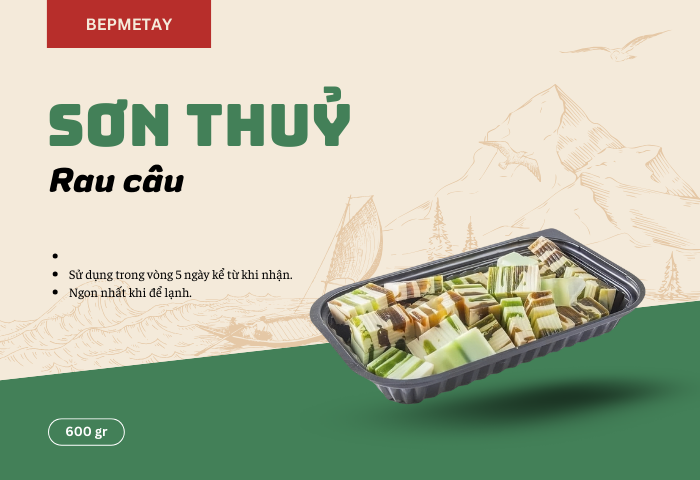 BEPMETAY
SƠN THUỶ
Rau câu
Sử dụng trong vòng 5 ngày kể từ khi nhận.
Ngon nhất khi để lạnh.
600 gr